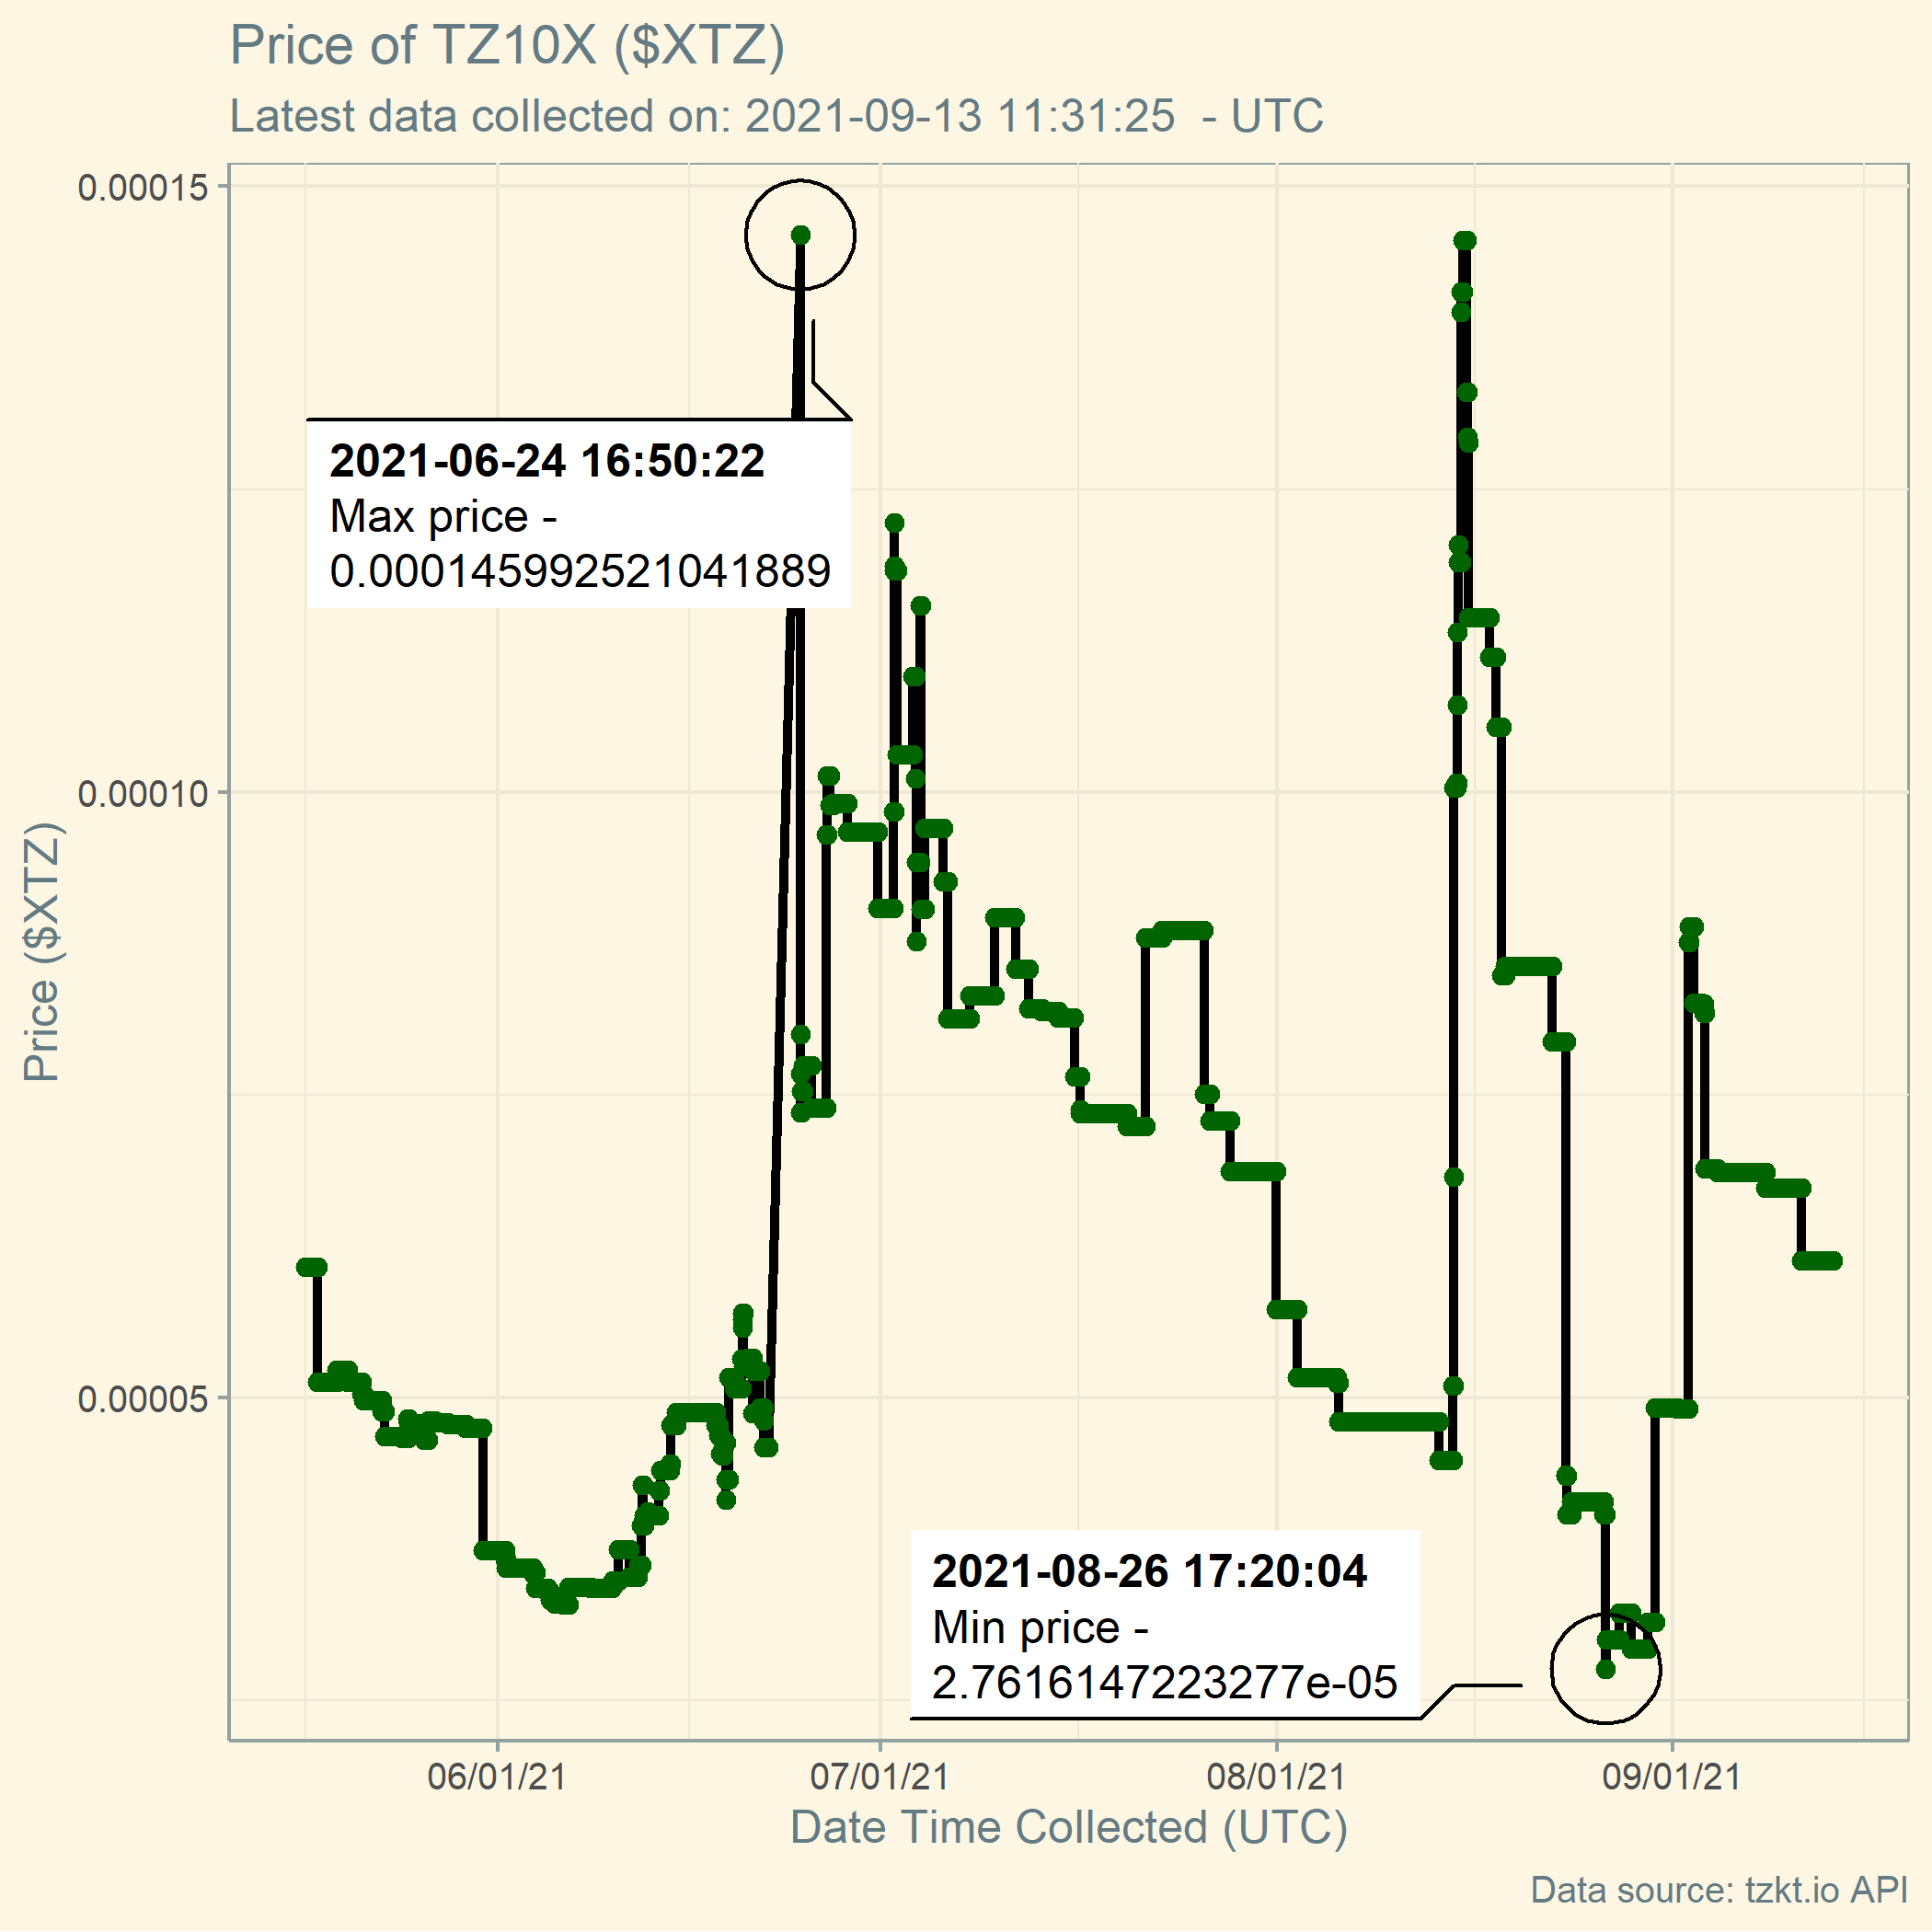 Price of TZ10X ($XTZ)
Latest data collected on: 2021-09-13 11:31:25  - UTC
0.00015
0.00010
0.00005
Price ($XTZ)
2021-06-24 16:50:22
Max price -
0.000145992521041889
2021-08-26 17:20:04
Min price -
2.7616147223277e-05
06/01/21
07/01/21
08/01/21
09/01/21
Date Time Collected (UTC)
Data source: tzkt.io API